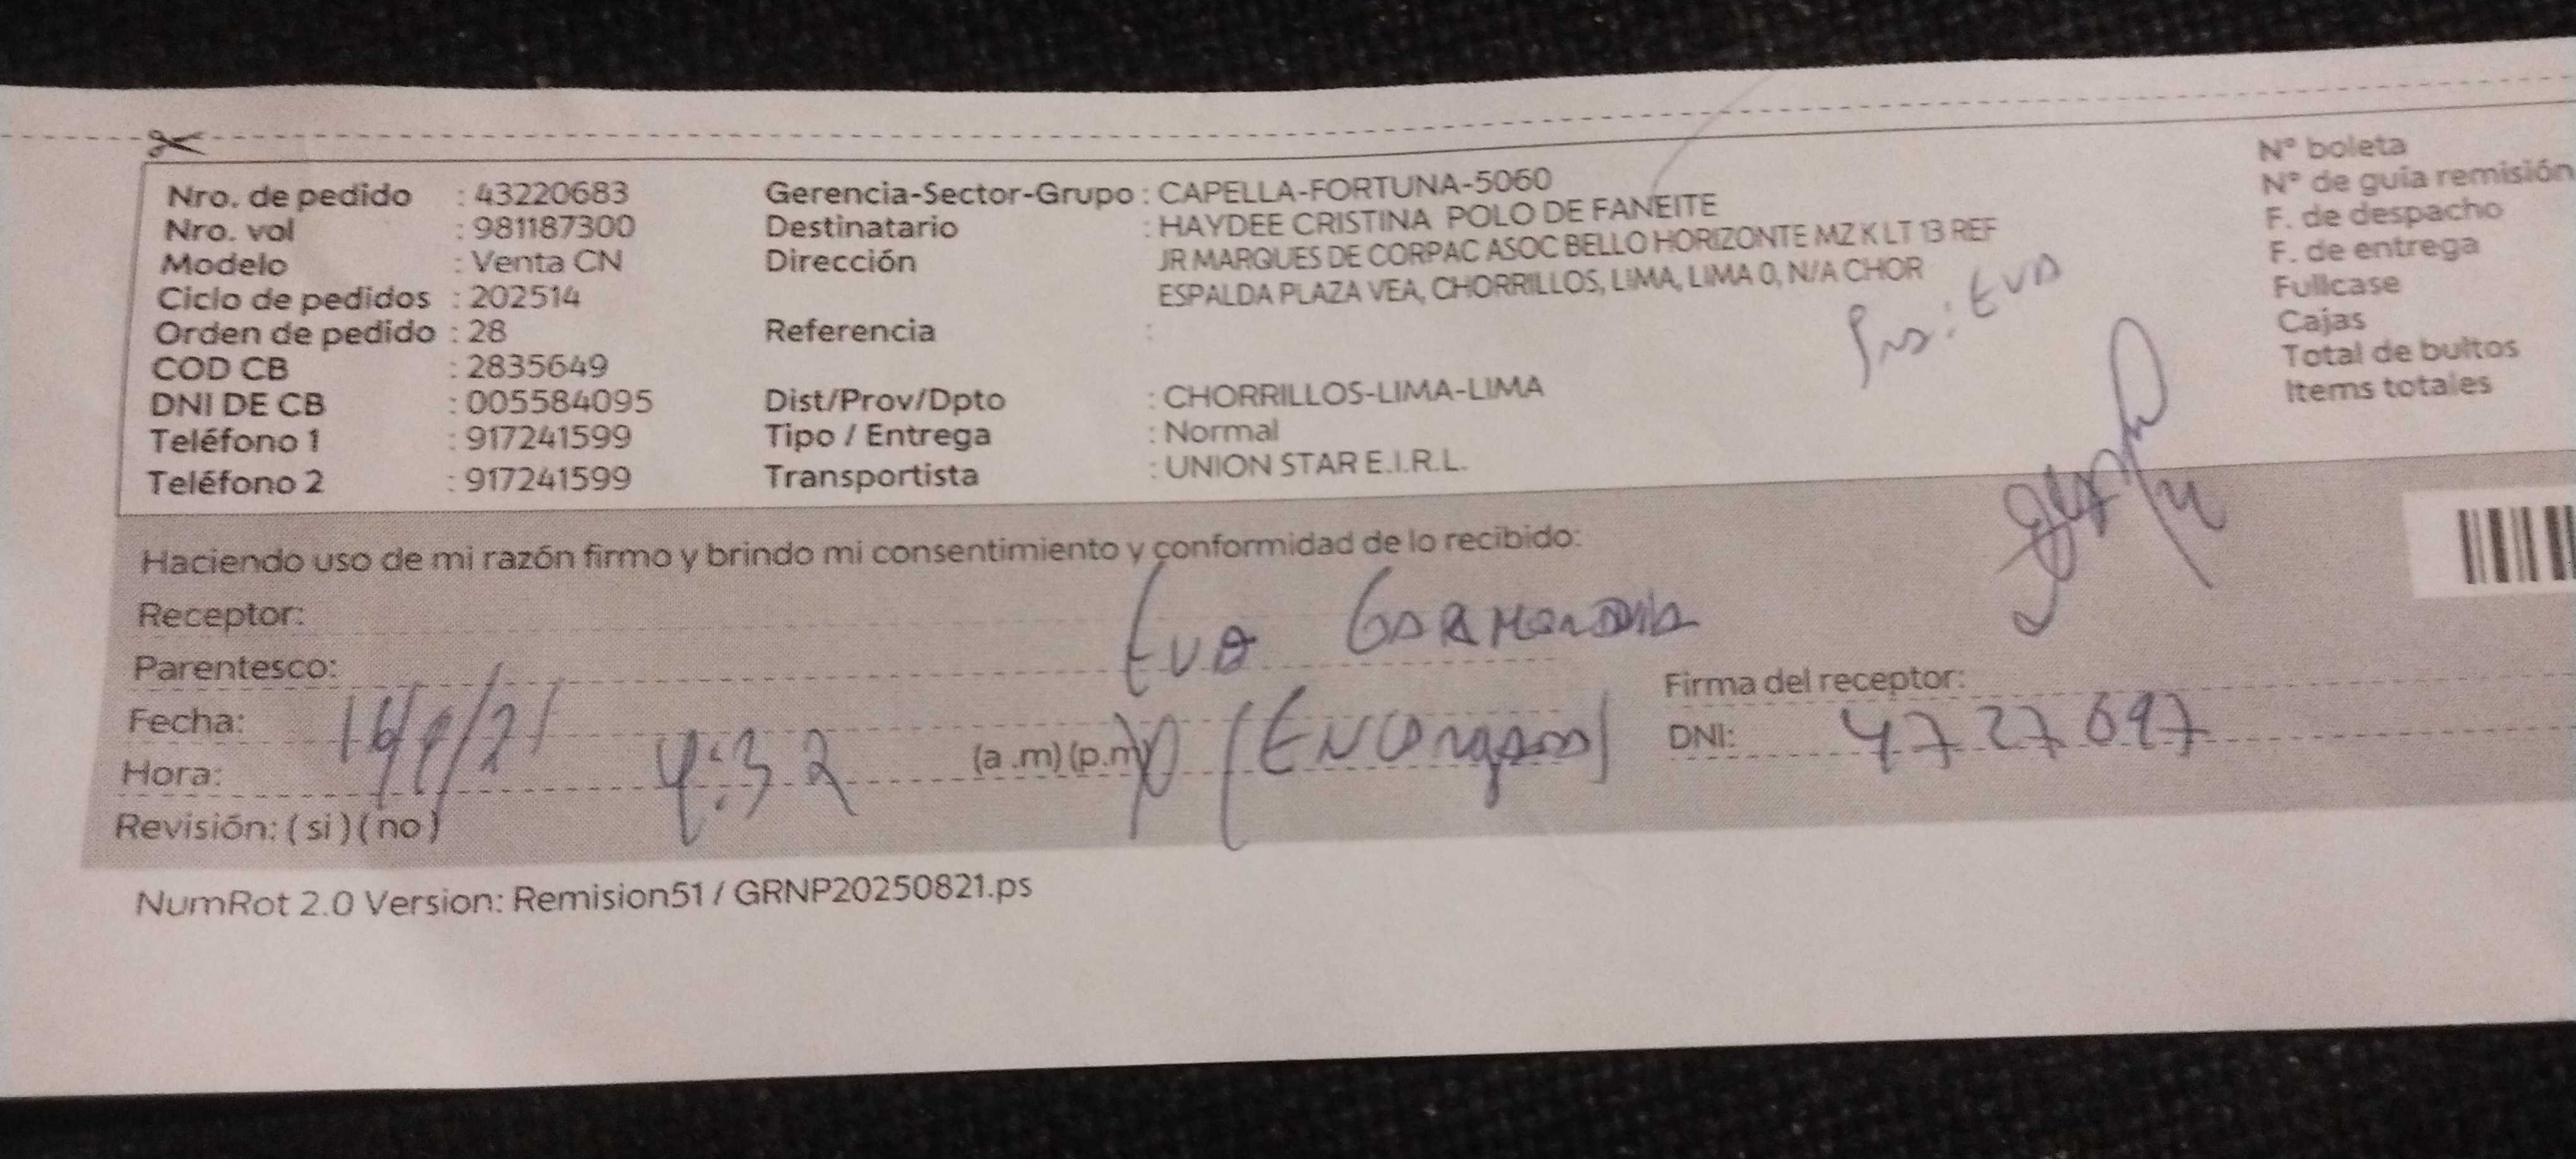 Nro. de pedido : 43220683
Nro. vol : 981187300
Modelo : Venta CN
Ciclo de pedidos : 202514
Orden de pedido : 28
COD CB : 2835649
DNI DE CB : 005584095
Teléfono 1 : 917241599
Teléfono 2 : 917241599
Gerencia-Sector-Grupo : CAPELLA-FORTUNA-5060
Destinatario : HAYDEE CRISTINA POLO DE FANEITE
Dirección JR MARQUES DE CORPAC ASOC BELLO HORIZONTE MZ K LT 13 REF
ESPALDA PLAZA VEA, CHORRILLOS, LIMA, LIMA 0, N/A CHOR
Referencia :
Dist/Prov/Dpto : CHORRILLOS-LIMA-LIMA
Tipo / Entrega : Normal
Transportista : UNION STAR E.I.R.L.
Eva
N° boleta
N° de guía remisión
F. de despacho
F. de entrega
Fullcase
Cajas
Total de bultos
Items totales
Haciendo uso de mi razón firmo y brindo mi consentimiento y conformidad de lo recibido:
Receptor: Eva
Parentesco:
Fecha:
Hora: 4:32 (a .m) (p.m)
Revisión: ( si ) ( no )
Firma del receptor:
DNI: 4727697
NumRot 2.0 Version: Remision51 / GRNP20250821.ps